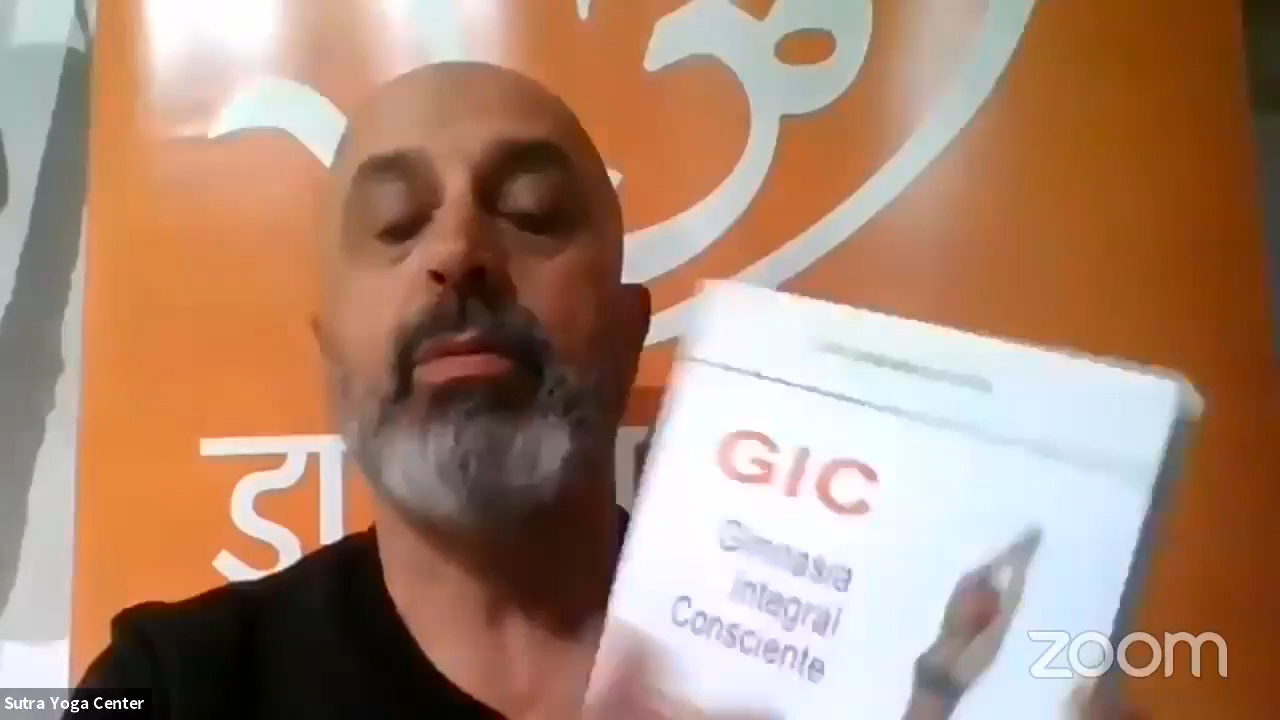 डा
GIC
Gimnasia
Integral
Consciente
zoom
Sutra Yoga Center